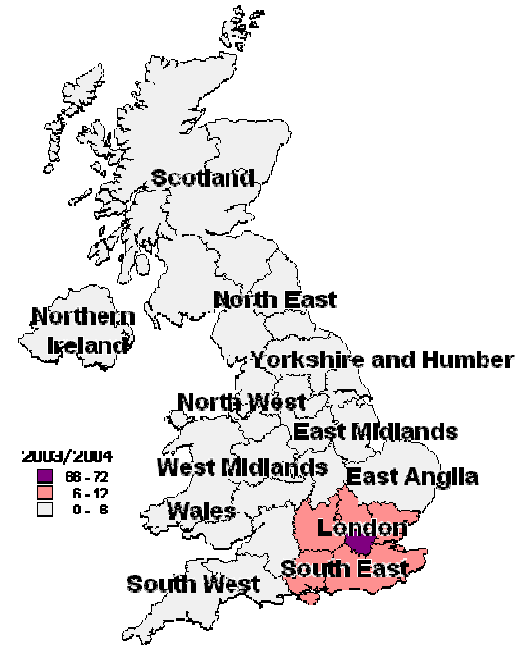 Scotland
North East
Northern
Ireland
Yorkshire and Humber
North West
East Midlands
2003/2004
West Midlands
66 - 72
East Anglia
6 - 12
0 - 6
Wales
London
South East
South West